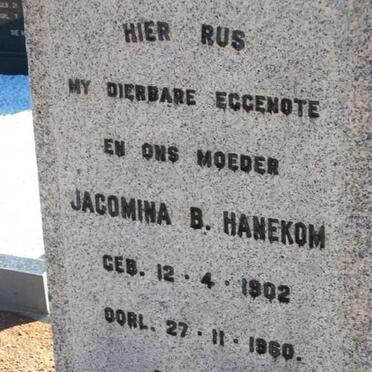 HIER RUS
MY DIERBARE EGGENOTE
EN ONS MOEDER
JACOMINA B. HANEKOM
GEB. 12 · 4 · 1902
OORL. 27 · 11 · 1960.